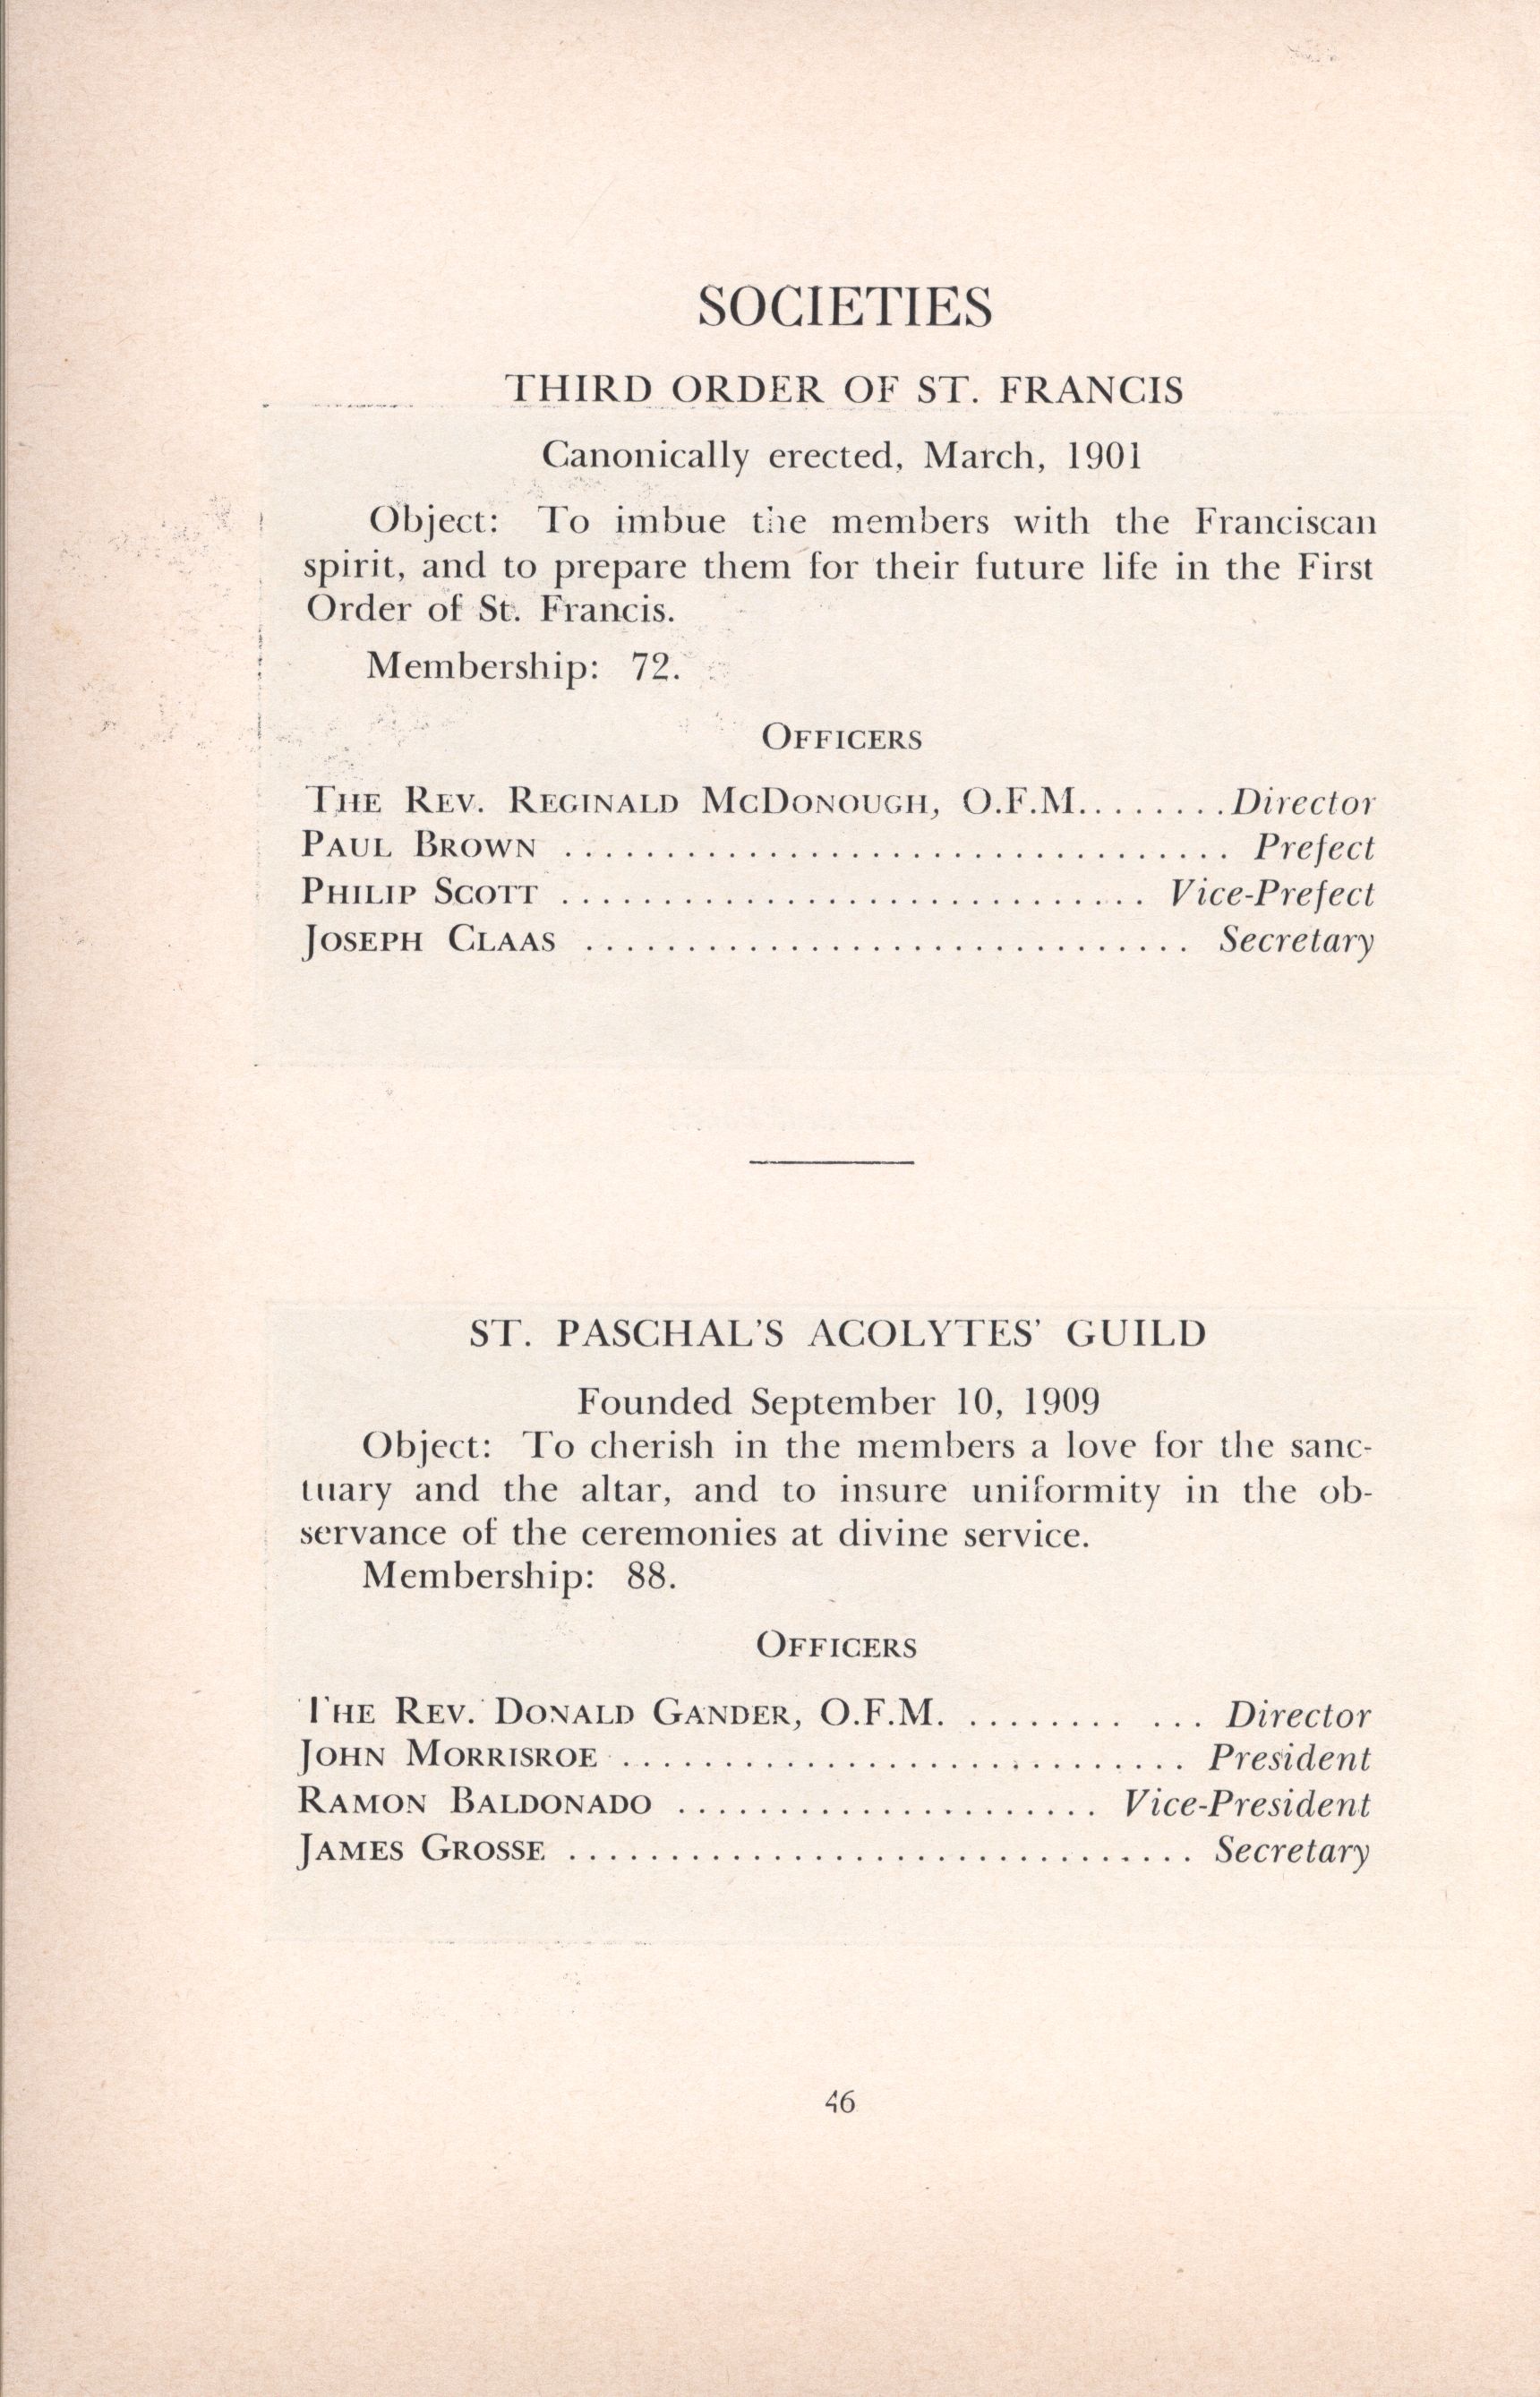 SOCIETIES
THIRD ORDER OF ST. FRANCIS
Canonically erected, March, 1901
Object: To imbue the members with the Franciscan
spirit, and to prepare them for their future life in the First
Order of St. Francis.
Membership: 72.
OFFICERS
THE REV. REGINALD MCDONOUGH, O.F.M........Director
PAUL BROWN ................................. Prefect
PHILIP SCOTT ............................. Vice-Prefect
JOSEPH CLAAS .............................. Secretary
ST. PASCHAL'S ACOLYTES' GUILD
Founded September 10, 1909
Object: To cherish in the members a love for the sanc-
tuary and the altar, and to insure uniformity in the ob-
servance of the ceremonies at divine service.
Membership: 88.
OFFICERS
THE REV. DONALD GANDER, O.F.M. ........ ... Director
JOHN MORRISROE ............................ President
RAMON BALDONADO ..................... Vice-President
JAMES GROSSE ............................... Secretary
46